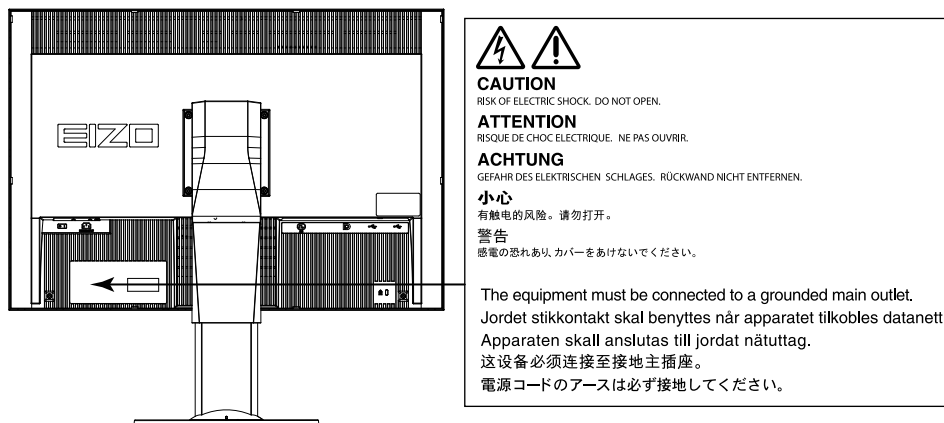 EIZO
CAUTION
RISK OF ELECTRIC SHOCK. DO NOT OPEN.
ATTENTION
RISQUE DE CHOC ELECTRIQUE. NE PAS OUVRIR.
ACHTUNG
GEFAHR DES ELEKTRISCHEN SCHLAGES. RÜCKWAND NICHT ENTFERNEN.
小心
有触电的风险。请勿打开。
警告
感電の恐れあり、カバーをあけないでください。
The equipment must be connected to a grounded main outlet.
Jordet stikkontakt skal benyttes når apparatet tilkobles datanett
Apparaten skall anslutas till jordat nätuttag.
这设备必须连接至接地主插座。
電源コードのアースは必ず接地してください。